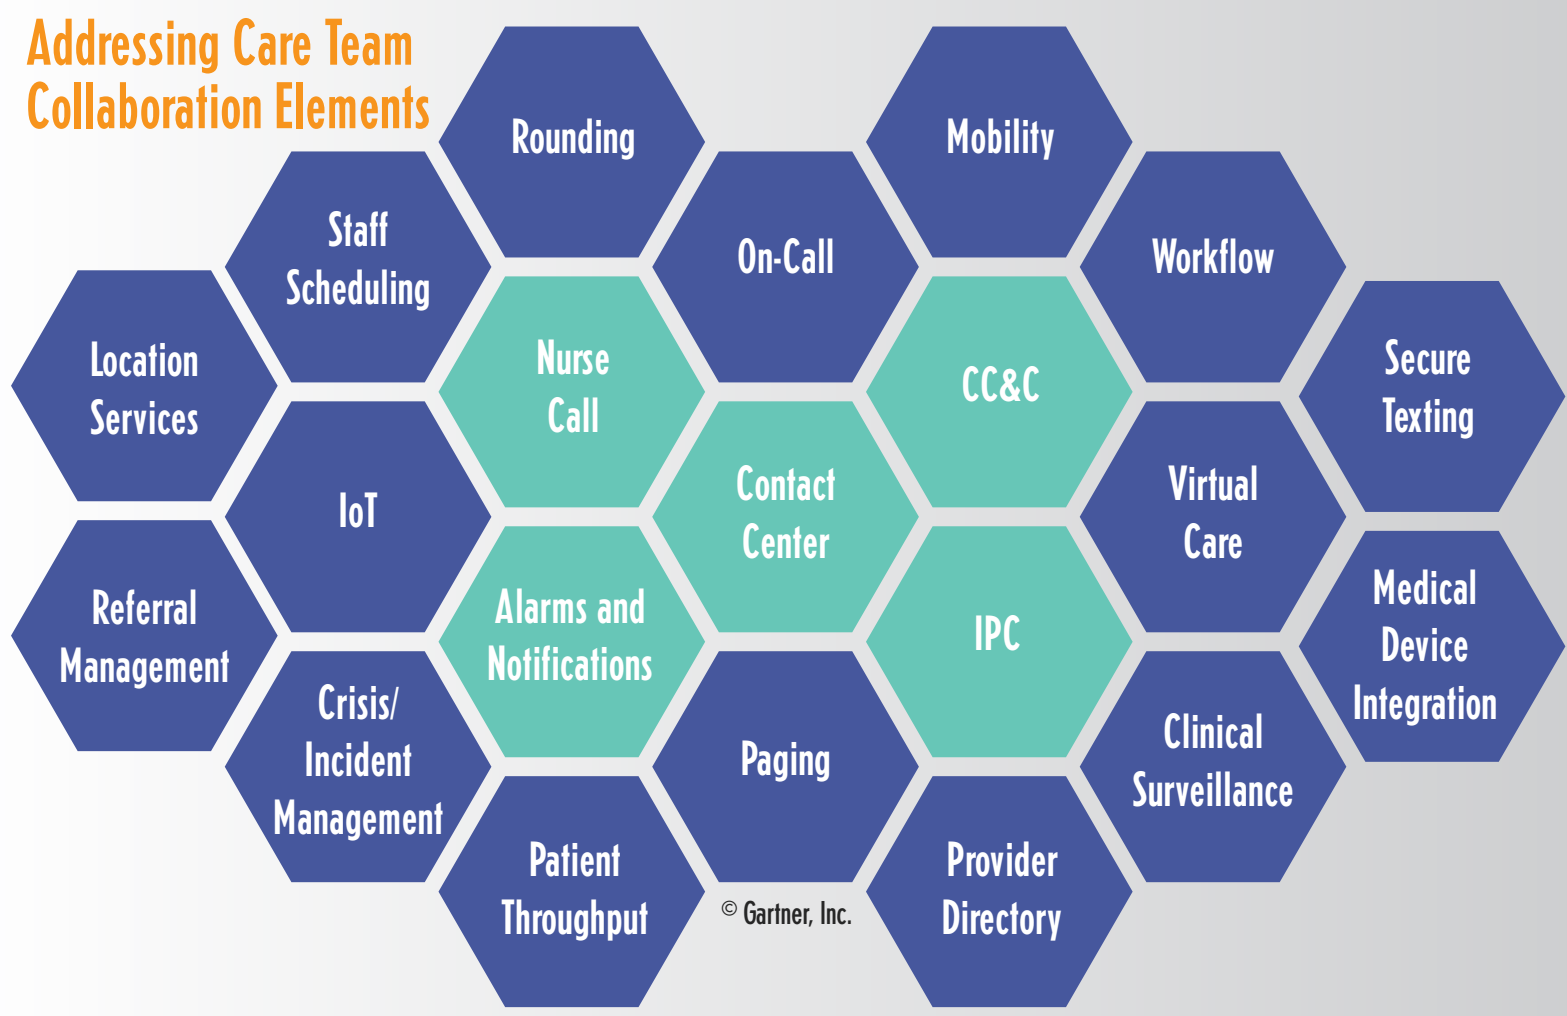 Addressing Care Team
Collaboration Elements
Rounding
Mobility
Staff
Scheduling
On-Call
Workflow
Location
Services
Nurse
Call
CC&C
Secure
Texting
IoT
Contact
Center
Virtual
Care
Referral
Management
Alarms and
Notifications
IPC
Medical
Device
Integration
Crisis/
Incident
Management
Paging
Clinical
Surveillance
Patient
Throughput
Provider
Directory
© Gartner, Inc.